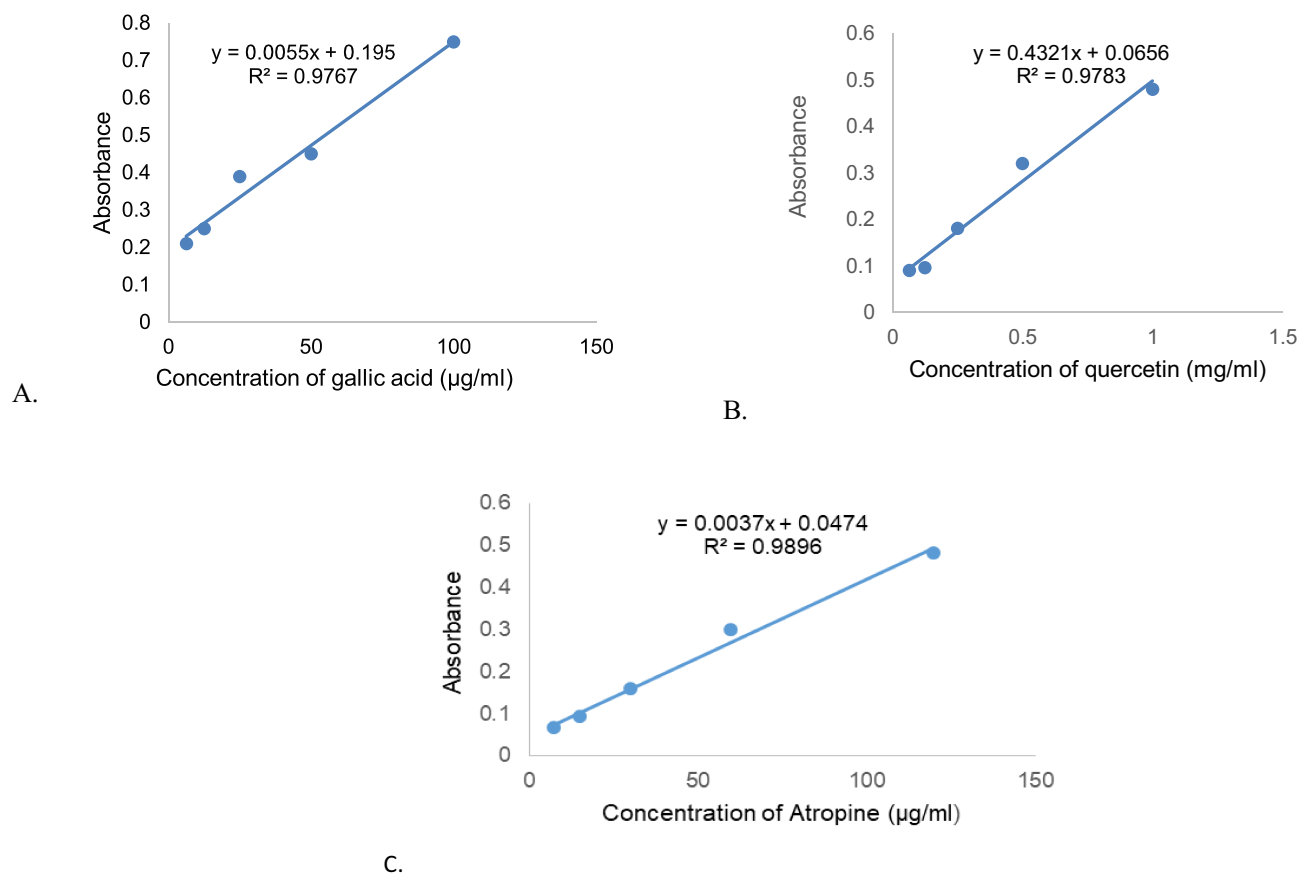 0.8
0.7
0.6
0.5
0.4
0.3
0.2
0.1
0
Absorbance
y = 0.0055x + 0.195
R² = 0.9767
0 50 100 150
Concentration of gallic acid (µg/ml)
A.
0.6
0.5
0.4
0.3
0.2
0.1
0
Absorbance
y = 0.4321x + 0.0656
R² = 0.9783
0 0.5 1 1.5
Concentration of quercetin (mg/ml)
B.
0.6
0.5
0.4
0.3
0.2
0.1
0
Absorbance
y = 0.0037x + 0.0474
R² = 0.9896
0 50 100 150
Concentration of Atropine (µg/ml)
C.